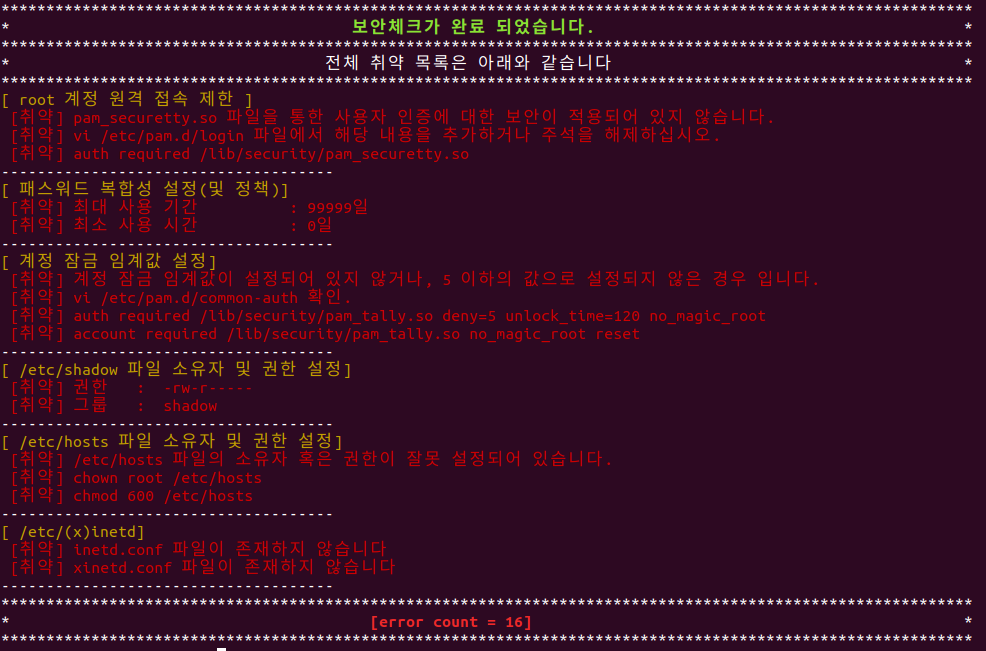 ************************************************************************************************************
*                                      보안체크가 완료 되었습니다.                                         *
************************************************************************************************************
*                                   전체 취약 목록은 아래와 같습니다                                       *
************************************************************************************************************
[ root 계정 원격 접속 제한 ]
 [취약] pam_securetty.so 파일을 통한 사용자 인증에 대한 보안이 적용되어 있지 않습니다.
 [취약] vi /etc/pam.d/login 파일에서 해당 내용을 추가하거나 주석을 해제하십시오.
 [취약] auth required /lib/security/pam_securetty.so
-------------------------------------
[ 패스워드 복합성 설정(및 정책)]
 [취약] 최대 사용 기간          : 99999일
 [취약] 최소 사용 시간          : 0일
-------------------------------------
[ 계정 잠금 임계값 설정]
 [취약] 계정 잠금 임계값이 설정되어 있지 않거나, 5 이하의 값으로 설정되지 않은 경우 입니다.
 [취약] vi /etc/pam.d/common-auth 확인.
 [취약] auth required /lib/security/pam_tally.so deny=5 unlock_time=120 no_magic_root
 [취약] account required /lib/security/pam_tally.so no_magic_root reset
-------------------------------------
[ /etc/shadow 파일 소유자 및 권한 설정]
 [취약] 권한   :  -rw-r-----
 [취약] 그룹   :  shadow
-------------------------------------
[ /etc/hosts 파일 소유자 및 권한 설정]
 [취약] /etc/hosts 파일의 소유자 혹은 권한이 잘못 설정되어 있습니다.
 [취약] chown root /etc/hosts
 [취약] chmod 600 /etc/hosts
-------------------------------------
[ /etc/(x)inetd]
 [취약] inetd.conf 파일이 존재하지 않습니다
 [취약] xinetd.conf 파일이 존재하지 않습니다
-------------------------------------
************************************************************************************************************
*                                        [error count = 16]                                                *
************************************************************************************************************